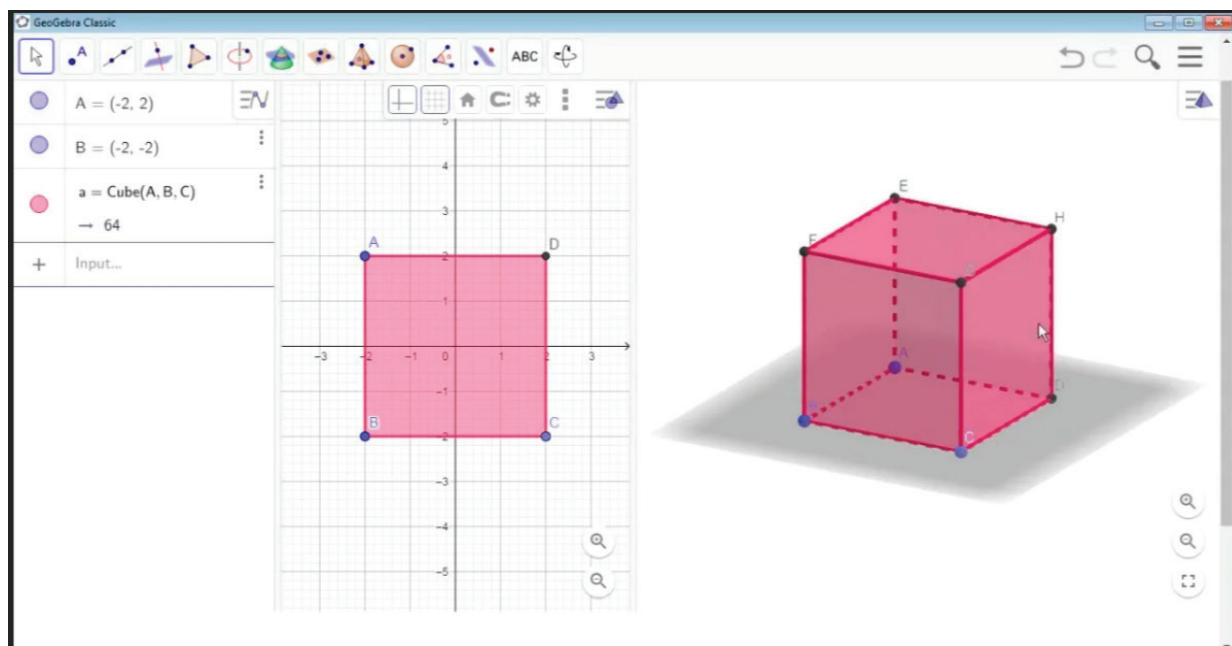 GeoGebra Classic
ABC
A = (-2, 2)
B = (-2, -2)
a = Cube(A, B, C)
→ 64
+ Input...
5
4
3
2
1
0
-1
-2
-3
-4
-5
-3
-2
-1
1
2
3
A
D
B
C
E
H
F
G
A
D
B
C